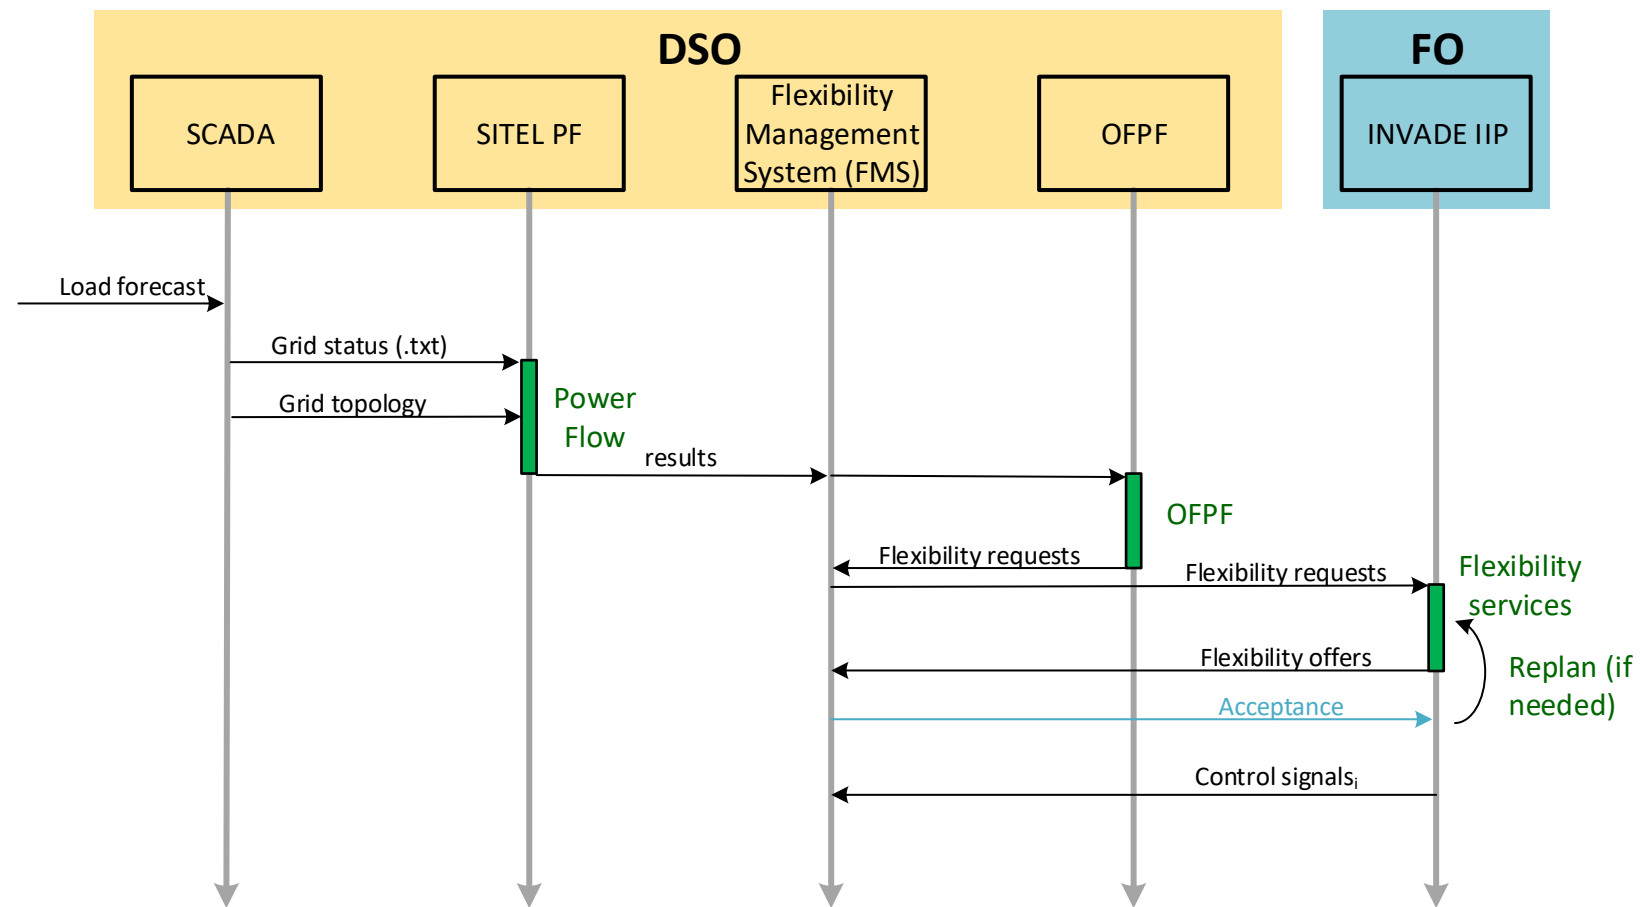 DSO
FO
SCADA
SITEL PF
Flexibility
Management
System (FMS)
OFPF
INVADE IIP
Load forecast
Grid status (.txt)
Grid topology
Power
Flow
results
OFPF
Flexibility requests
Flexibility requests
Flexibility
services
Flexibility offers
Replan (if
needed)
Acceptance
Control signalsᵢ